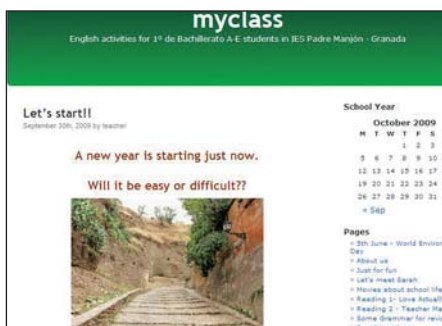 myclass
English activities for 1º de Bachillerato A-E students in IES Padre Manjón - Granada
Let's start!!
September 30th, 2009 by teacher
A new year is starting just now.
Will it be easy or difficult??
School Year
October 2009
M T W T F S
1 2 3
5 6 7 8 9 10
12 13 14 15 16 17
19 20 21 22 23 24
26 27 28 29 30 31
« Sep
Pages
» 5th June - World
Day
» About us
» Just for fun
» Let's meet Sarah
» Movies about school life
» Reading 1- Love
» Reading 2 - Teacher
» Some Grammar for